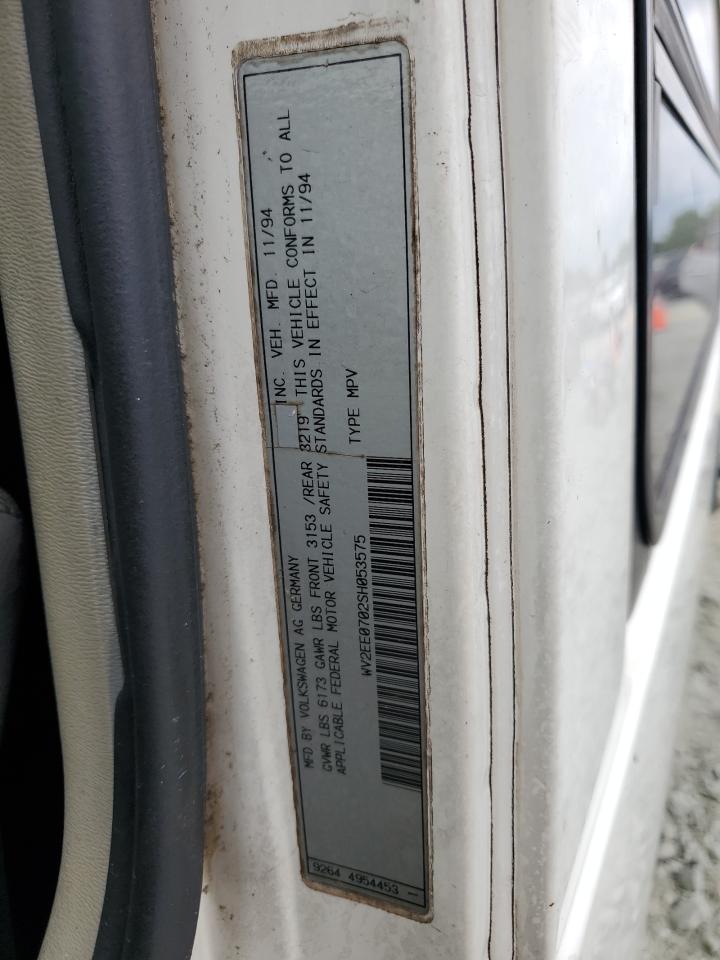 MFD BY VOLKSWAGEN AG GERMANY INC. VEH. MFD. 11/94
GVWR LBS 6173 GAWR LBS FRONT 3153 /REAR 3219 THIS VEHICLE CONFORMS TO ALL
APPLICABLE FEDERAL MOTOR VEHICLE SAFETY STANDARDS IN EFFECT IN 11/94
WV2EE0702SH053575 TYPE MPV
9264 4954453 —